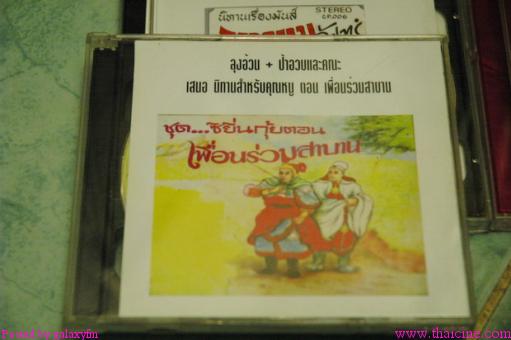 นิทานเรื่องมันส์
STEREO
ลุงอ้วน + ป้าอวบและคณะ
เสนอ นิทานสำหรับคุณหนู ตอน เพื่อนร่วมสาบาน
ชุด...ซิยิ่นกุ้ยตอน
เพื่อนร่วมสาบาน
Posted by galaxyfm
www.thaicine.com